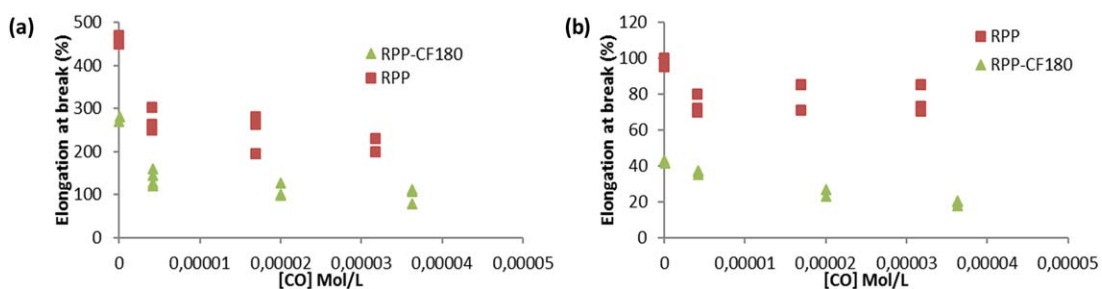 (a)
Elongation at break (%)
500
400
300
200
100
0
RPP-CF180
RPP
0 0,00001 0,00002 0,00003 0,00004 0,00005
[CO] Mol/L
(b)
Elongation at break (%)
120
100
80
60
40
20
0
RPP
RPP-CF180
0 0,00001 0,00002 0,00003 0,00004 0,00005
[CO] Mol/L